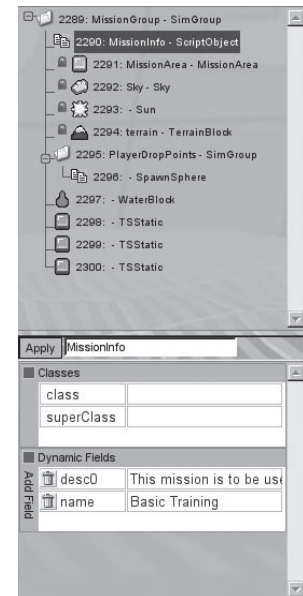 2289: MissionGroup - SimGroup
2290: MissionInfo - ScriptObject
2291: MissionArea - MissionArea
2292: Sky - Sky
2293: - Sun
2294: terrain - TerrainBlock
2295: PlayerDropPoints - SimGroup
2296: - SpawnSphere
2297: - WaterBlock
2298: - TSStatic
2299: - TSStatic
2300: - TSStatic
Apply MissionInfo
Classes
class
superClass
Dynamic Fields
Add Field
desc0 This mission is to be use
name Basic Training